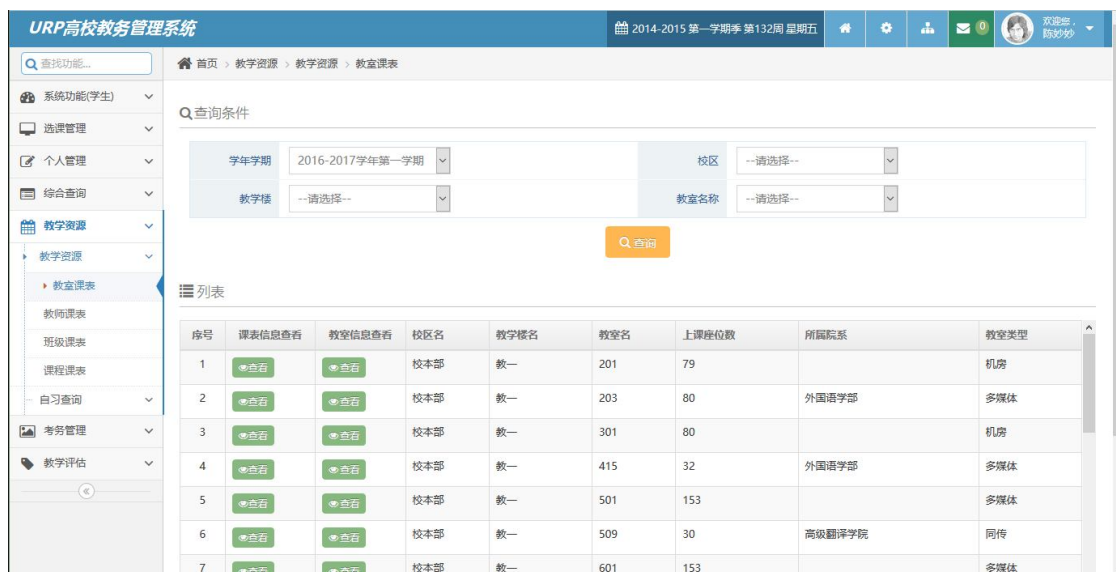 URP高校教务管理系统
2014-2015 第一学期季 第132周 星期五
0
欢迎您,
陈妙妙
查找功能...
首页 > 教学资源 > 教学资源 > 教室课表
系统功能(学生)
选课管理
个人管理
综合查询
教学资源
教学资源
教室课表
教师课表
班级课表
课程课表
自习查询
考务管理
教学评估
查询条件
学年学期 2016-2017学年第一学期 校区 --请选择--
教学楼 --请选择-- 教室名称 --请选择--
查询
列表
序号 课表信息查看 教室信息查看 校区名 教学楼名 教室名 上课座位数 所属院系 教室类型
1 查看 查看 校本部 教一 201 79 机房
2 查看 查看 校本部 教一 203 80 外国语学部 多媒体
3 查看 查看 校本部 教一 301 80 机房
4 查看 查看 校本部 教一 415 32 外国语学部 多媒体
5 查看 查看 校本部 教一 501 153 多媒体
6 查看 查看 校本部 教一 509 30 高级翻译学院 同传
7 查看 查看 校本部 教一 601 153 多媒体